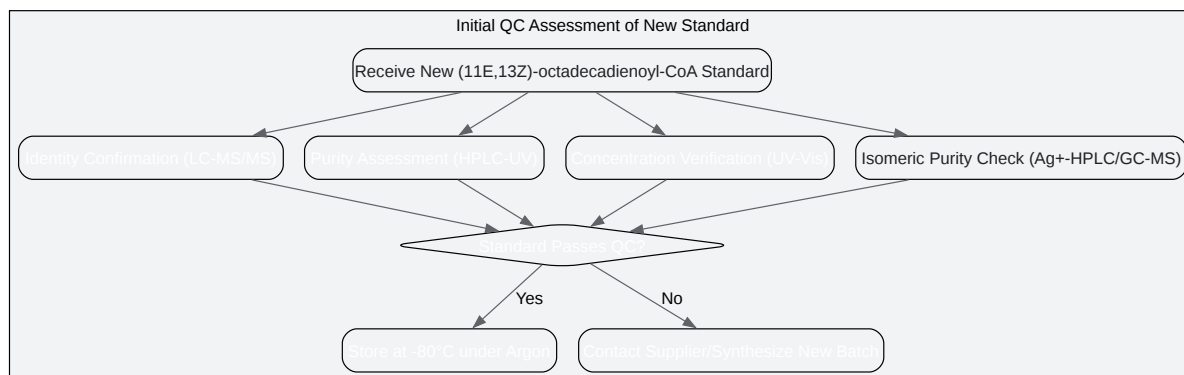 Initial QC Assessment of New Standard
Receive New (11E,13Z)-octadecadienoyl-CoA Standard
Identity Confirmation (LC-MS/MS)
Purity Assessment (HPLC-UV)
Concentration Verification (UV-Vis)
Isomeric Purity Check (Ag+-HPLC/GC-MS)
Standard Passes QC?
Yes
No
Store at -80°C under Argon
Contact Supplier/Synthesize New Batch